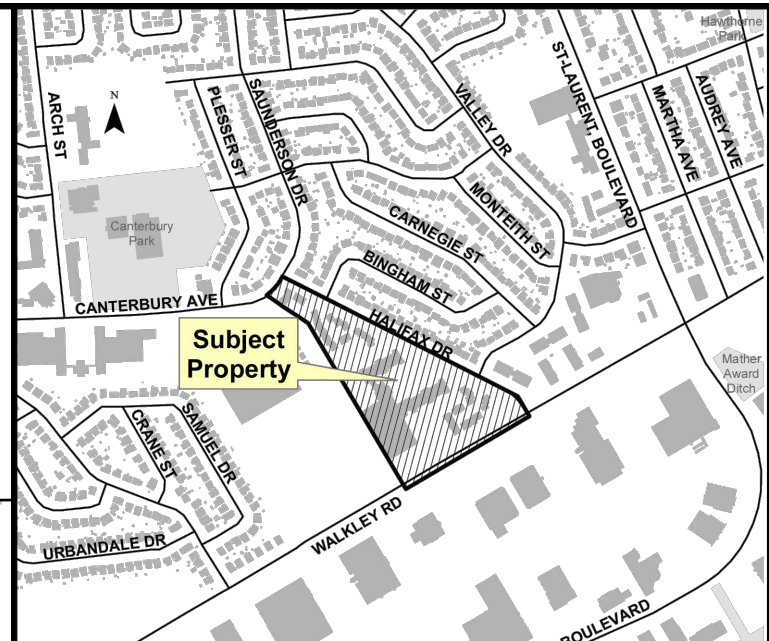 Hawthorne
Park
ARCH ST
N
PLESSER ST
SAUNDERSON DR
VALLEY DR
ST-LAURENT, BOULEVARD
MARTHA AVE
AUDREY AVE
Canterbury
Park
CARNEGIE ST
MONTEITH ST
BINGHAM ST
CANTERBURY AVE
HALIFAX DR
Subject
Property
Mather
Award
Ditch
CRANE ST
SAMUEL DR
URBANDALE DR
WALKLEY RD
BOULEVARD